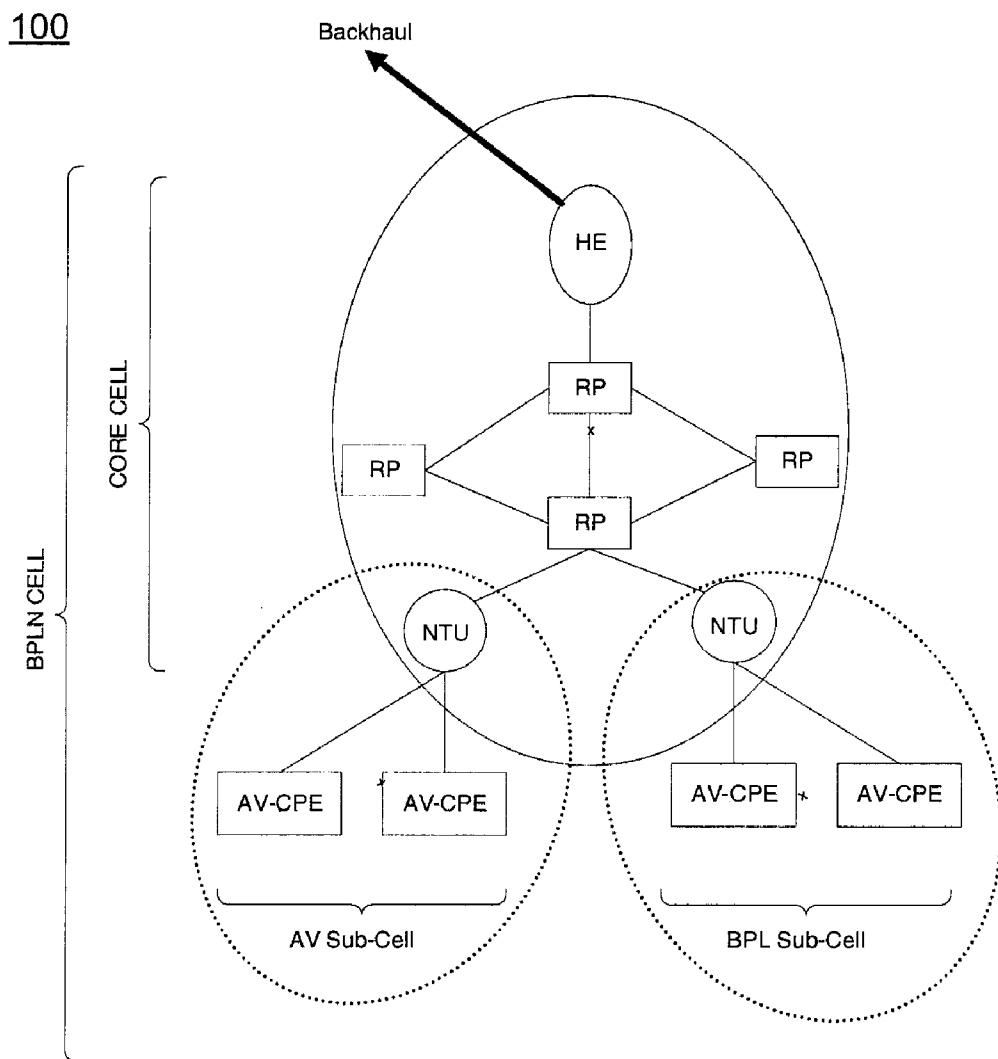 100
Backhaul
HE
RP
x
RP
RP
RP
CORE CELL
BPLN CELL
NTU
NTU
AV-CPE
x
AV-CPE
AV-CPE
x
AV-CPE
AV Sub-Cell
BPL Sub-Cell